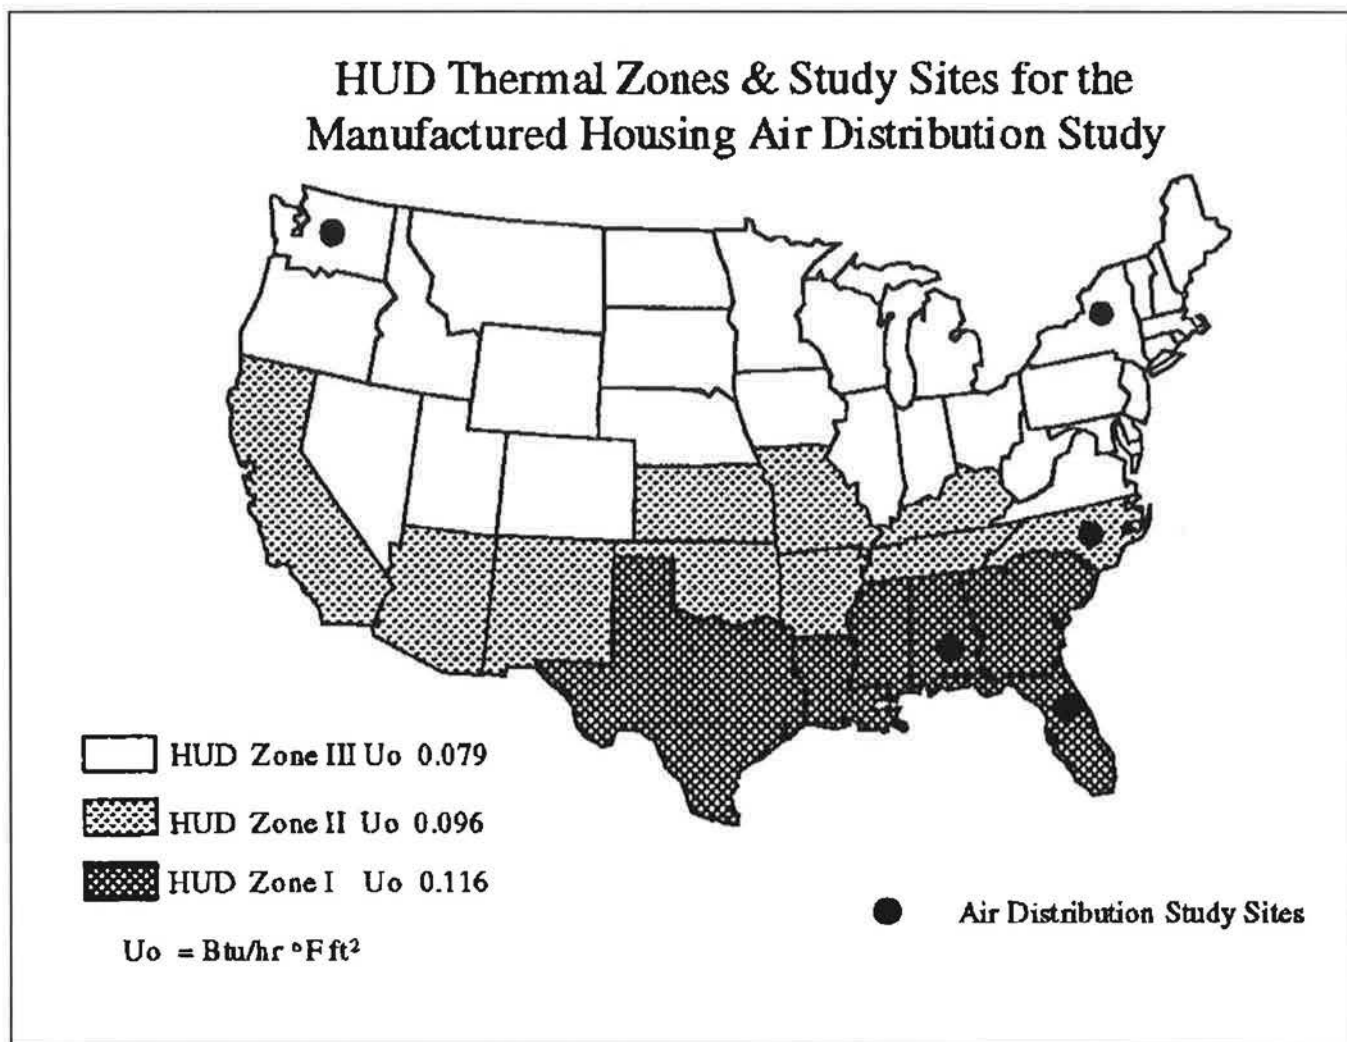 HUD Thermal Zones & Study Sites for the
Manufactured Housing Air Distribution Study
HUD Zone III Uo 0.079
HUD Zone II Uo 0.096
HUD Zone I Uo 0.116
Uo = Btu/hr °F ft²
Air Distribution Study Sites